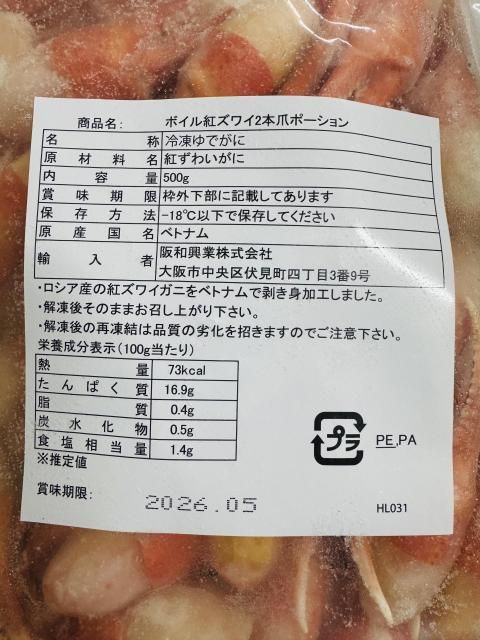 商品名: ボイル紅ズワイ2本爪ポーション
名称 冷凍ゆでがに
原材料名 紅ずわいがに
内容量 500g
賞味期限 枠外下部に記載してあります
保存方法 -18℃以下で保存してください
原産国名 ベトナム
輸入者 阪和興業株式会社
大阪市中央区伏見町四丁目3番9号
・ロシア産の紅ズワイガニをベトナムで剥き身加工しました。
・解凍後そのままお召し上がり下さい。
・解凍後の再凍結は品質の劣化を招きますのでご注意下さい。
栄養成分表示(100g当たり)
熱量 73kcal
たんぱく質 16.9g
脂質 0.4g
炭水化物 0.5g
食塩相当量 1.4g
※推定値
プラ PE,PA
賞味期限: 2026.05
HL031